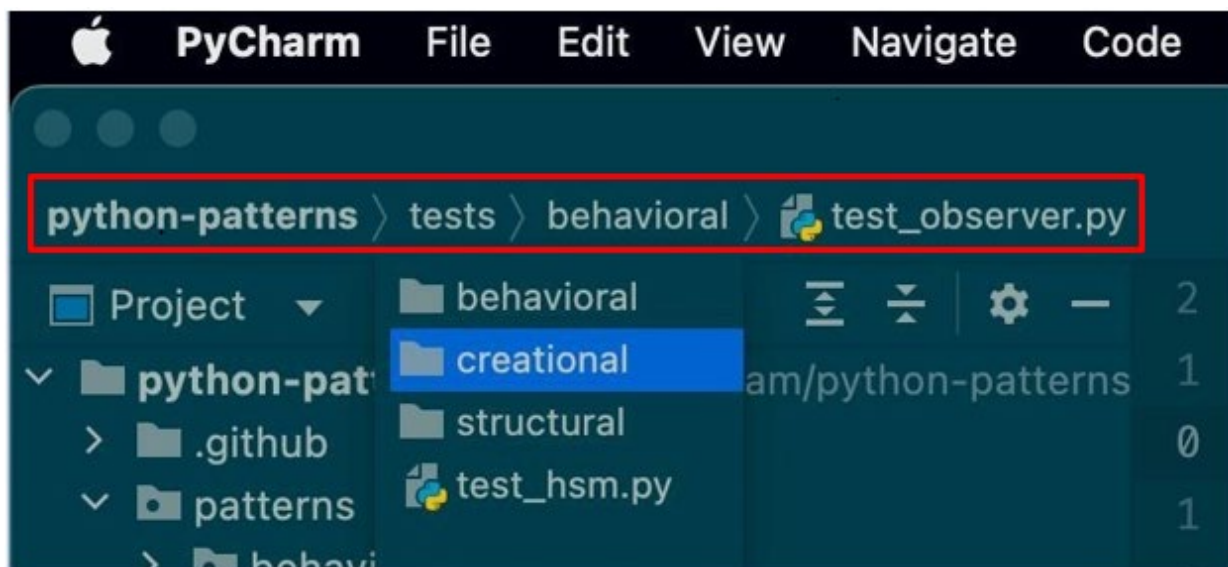 PyCharm File Edit View Navigate Code
python-patterns 〉 tests 〉 behavioral 〉 test_observer.py
Project behavioral 2
python-pat creational am/python-patterns 1
.github structural 0
patterns test_hsm.py 1
behavi